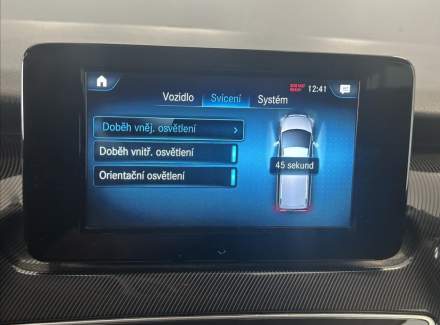 12:41
Vozidlo Svícení Systém
Doběh vněj. osvětlení
Doběh vnitř. osvětlení
45 sekund
Orientační osvětlení